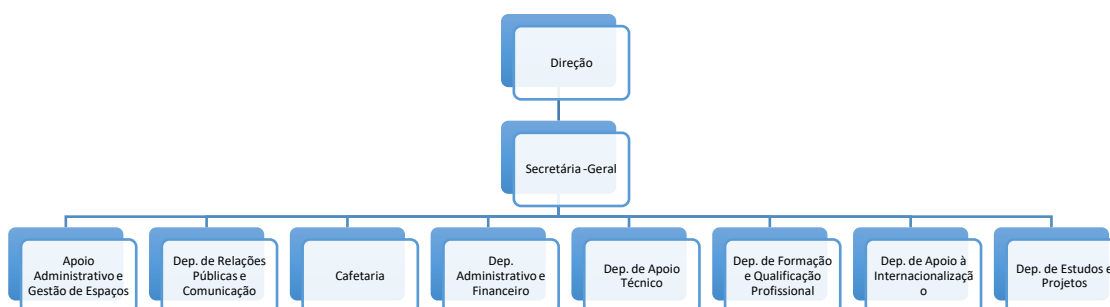 Direção
Secretária -Geral
Apoio
Administrativo e
Gestão de Espaços
Dep. de Relações
Públicas e
Comunicação
Cafetaria
Dep.
Administrativo e
Financeiro
Dep. de Apoio
Técnico
Dep. de Formação
e Qualificação
Profissional
Dep. de Apoio à
Internacionalizaçã
o
Dep. de Estudos e
Projetos